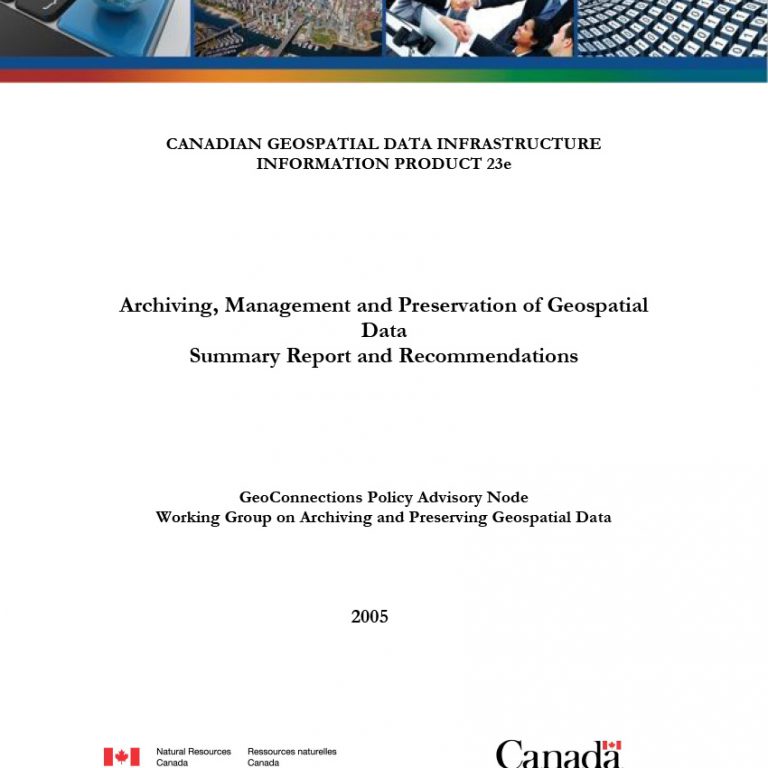 CANADIAN GEOSPATIAL DATA INFRASTRUCTURE
INFORMATION PRODUCT 23e
Archiving, Management and Preservation of Geospatial
Data
Summary Report and Recommendations
GeoConnections Policy Advisory Node
Working Group on Archiving and Preserving Geospatial Data
2005
Natural Resources
Canada
Ressources naturelles
Canada
Canada